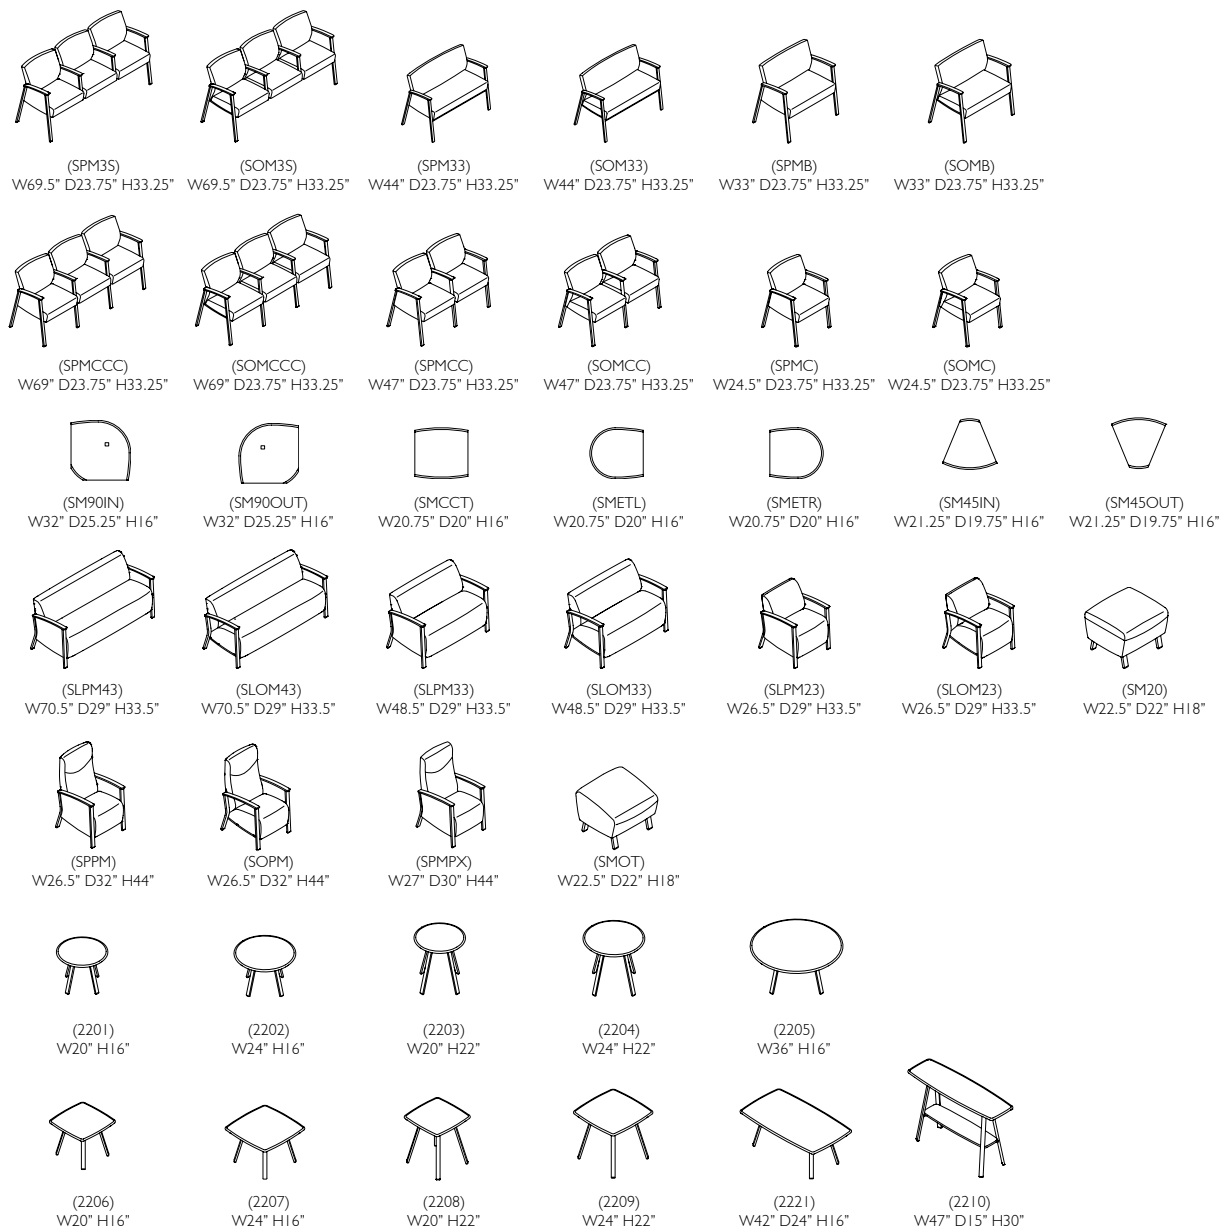 (SPM3S)
W69.5" D23.75" H33.25"
(SOM3S)
W69.5" D23.75" H33.25"
(SPM33)
W44" D23.75" H33.25"
(SOM33)
W44" D23.75" H33.25"
(SPMB)
W33" D23.75" H33.25"
(SOMB)
W33" D23.75" H33.25"
(SPMCCC)
W69" D23.75" H33.25"
(SOMCCC)
W69" D23.75" H33.25"
(SPMCC)
W47" D23.75" H33.25"
(SOMCC)
W47" D23.75" H33.25"
(SPMC)
W24.5" D23.75" H33.25"
(SOMC)
W24.5" D23.75" H33.25"
(SM90IN)
W32" D25.25" H16"
(SM90OUT)
W32" D25.25" H16"
(SMCCT)
W20.75" D20" H16"
(SMETL)
W20.75" D20" H16"
(SMETR)
W20.75" D20" H16"
(SM45IN)
W21.25" D19.75" H16"
(SM45OUT)
W21.25" D19.75" H16"
(SLPM43)
W70.5" D29" H33.5"
(SLOM43)
W70.5" D29" H33.5"
(SLPM33)
W48.5" D29" H33.5"
(SLOM33)
W48.5" D29" H33.5"
(SLPM23)
W26.5" D29" H33.5"
(SLOM23)
W26.5" D29" H33.5"
(SM20)
W22.5" D22" H18"
(SPPM)
W26.5" D32" H44"
(SOPM)
W26.5" D32" H44"
(SPMPX)
W27" D30" H44"
(SMOT)
W22.5" D22" H18"
(2201)
W20" H16"
(2202)
W24" H16"
(2203)
W20" H22"
(2204)
W24" H22"
(2205)
W36" H16"
(2206)
W20" H16"
(2207)
W24" H16"
(2208)
W20" H22"
(2209)
W24" H22"
(2221)
W42" D24" H16"
(2210)
W47" D15" H30"